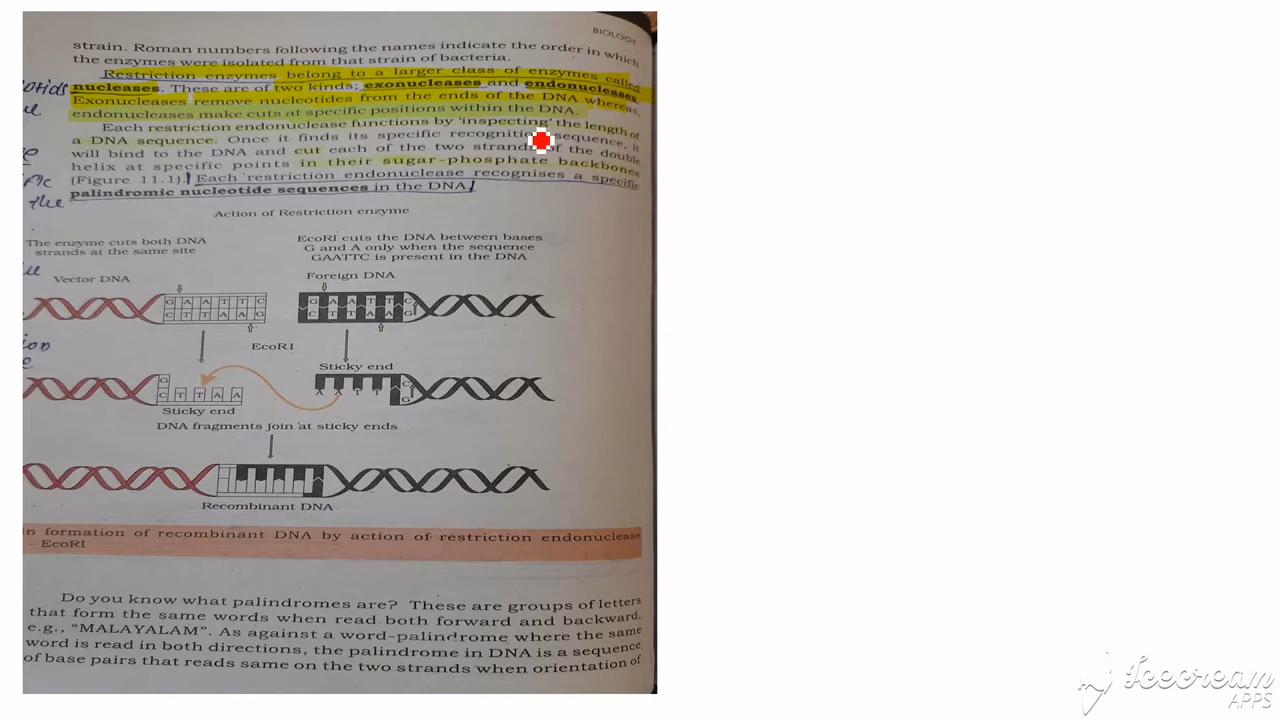 BIOLOGY
strain. Roman numbers following the names indicate the order in which
the enzymes were isolated from that strain of bacteria.
Restriction enzymes belong to a larger class of enzymes called
nucleases. These are of two kinds; exonucleases and endonucleases.
Exonucleases remove nucleotides from the ends of the DNA whereas,
endonucleases make cuts at specific positions within the DNA.
Each restriction endonuclease functions by 'inspecting' the length of
a DNA sequence. Once it finds its specific recognition sequence, it
will bind to the DNA and cut each of the two strands of the double
helix at specific points in their sugar-phosphate backbones
(Figure 11.1). Each restriction endonuclease recognises a specific
palindromic nucleotide sequences in the DNA.
the
Action of Restriction enzyme
The enzyme cuts both DNA
strands at the same site
EcoRI cuts the DNA between bases
G and A only when the sequence
GAATTC is present in the DNA
Vector DNA
Foreign DNA
G A A T T C
C T T A A G
G A A T T C
C T T A A G
EcoR1
Sticky end
G
C T T A A
A A T T C
G
Sticky end
DNA fragments join at sticky ends
Recombinant DNA
in formation of recombinant DNA by action of restriction endonuclease
- EcoRI
Do you know what palindromes are? These are groups of letters
that form the same words when read both forward and backward,
e.g., "MALAYALAM". As against a word-palindrome where the same
word is read in both directions, the palindrome in DNA is a sequence
of base pairs that reads same on the two strands when orientation of
Icecream
APPS